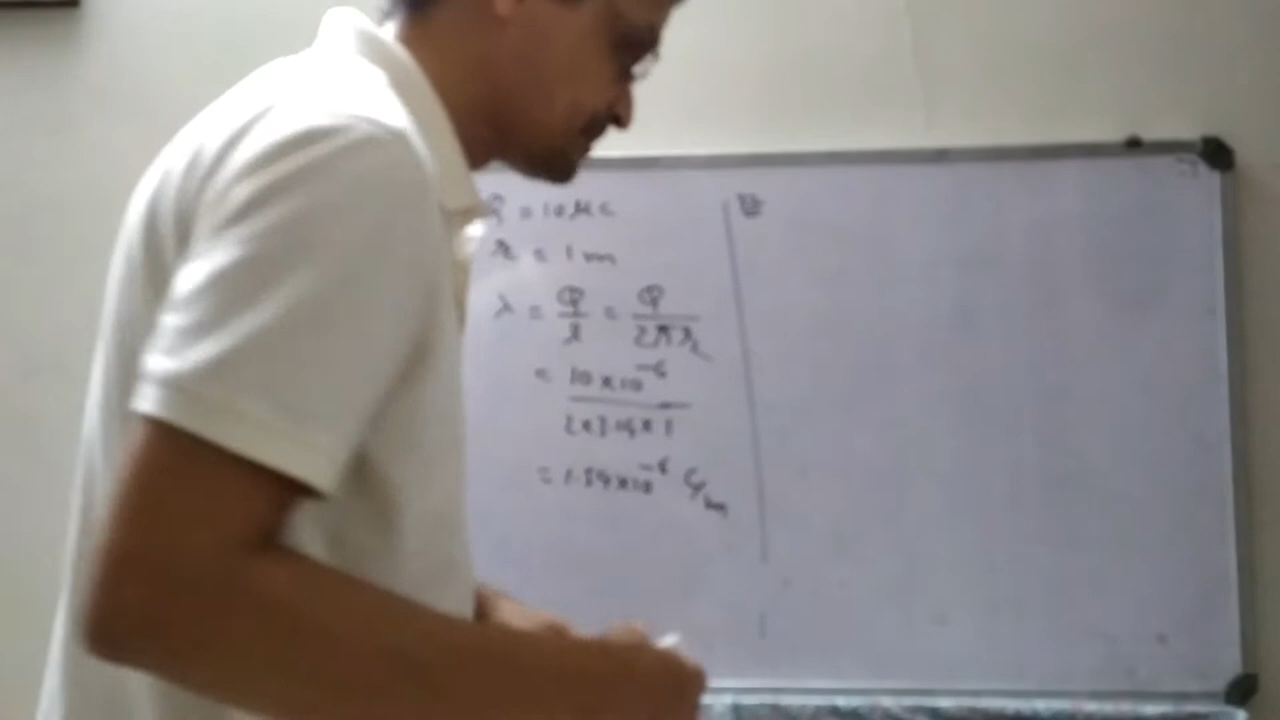 Q = 10 μc
r = 1 m
λ = Q/l = Q/2πr
= 10 × 10⁻⁶ / 2 × 3.14 × 1
= 1.59 × 10⁻⁶ C/m